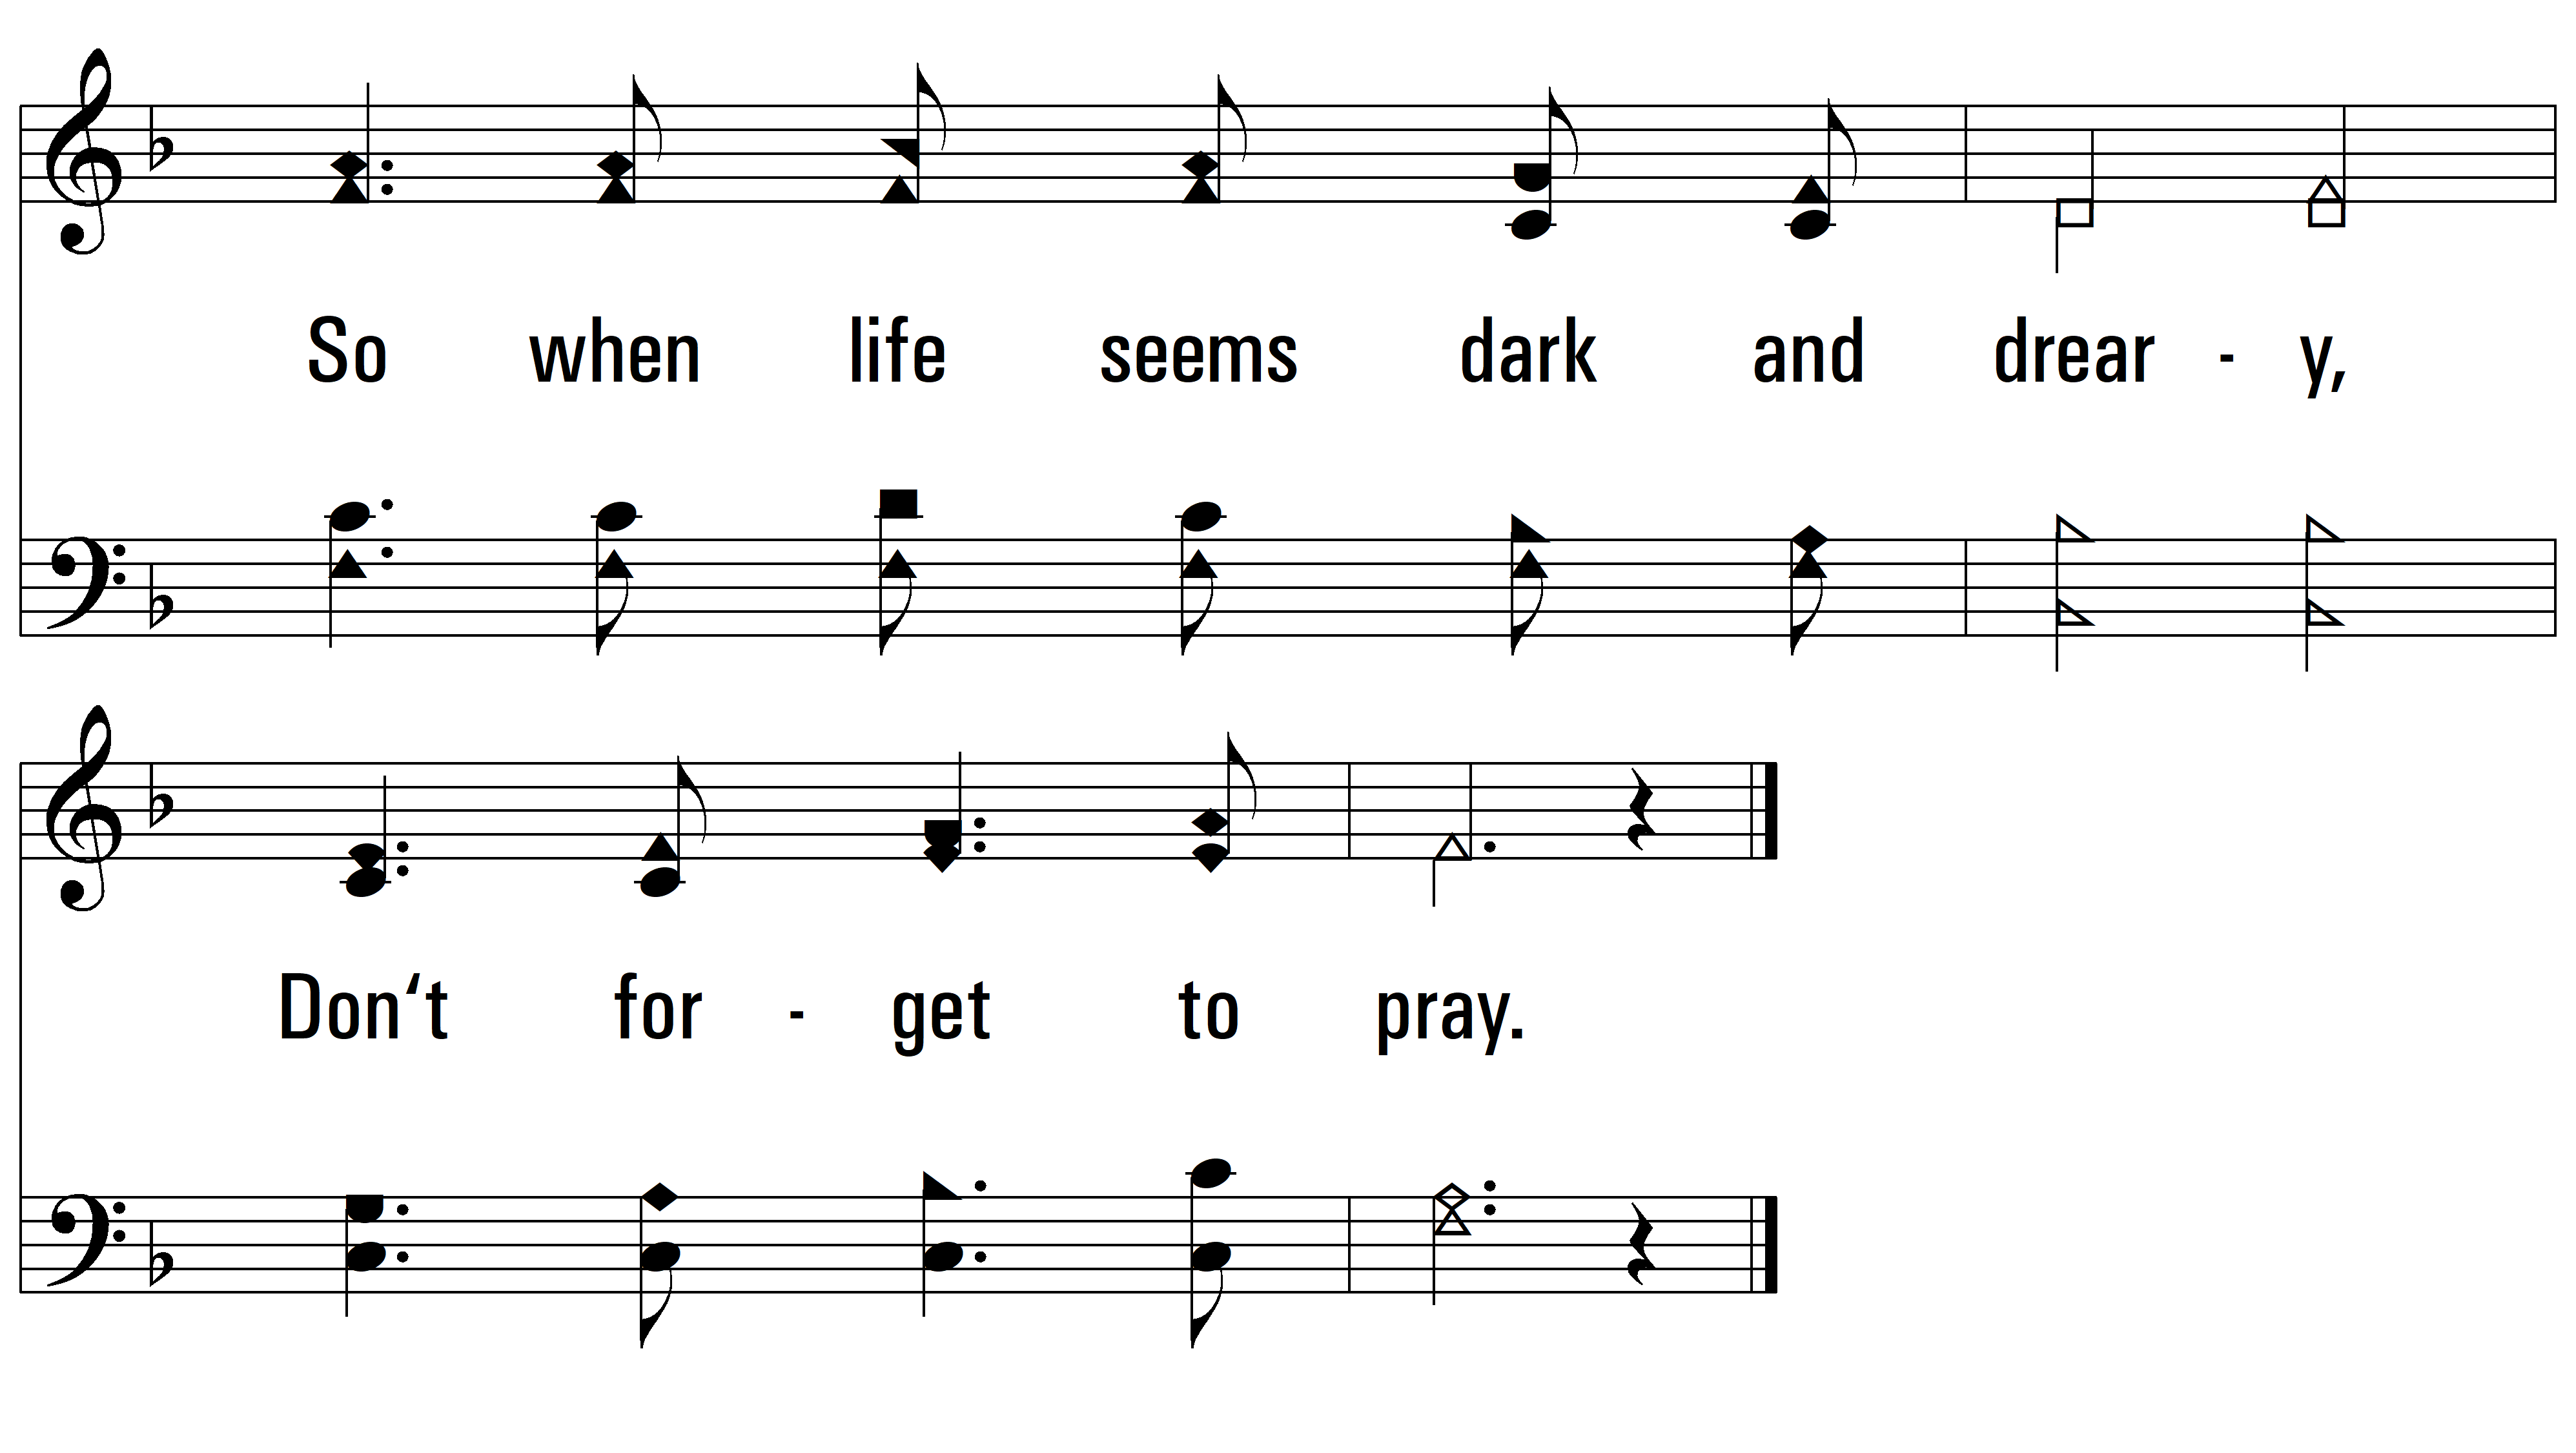 So when life seems dark and drear - y,
Don‘t for - get to pray.